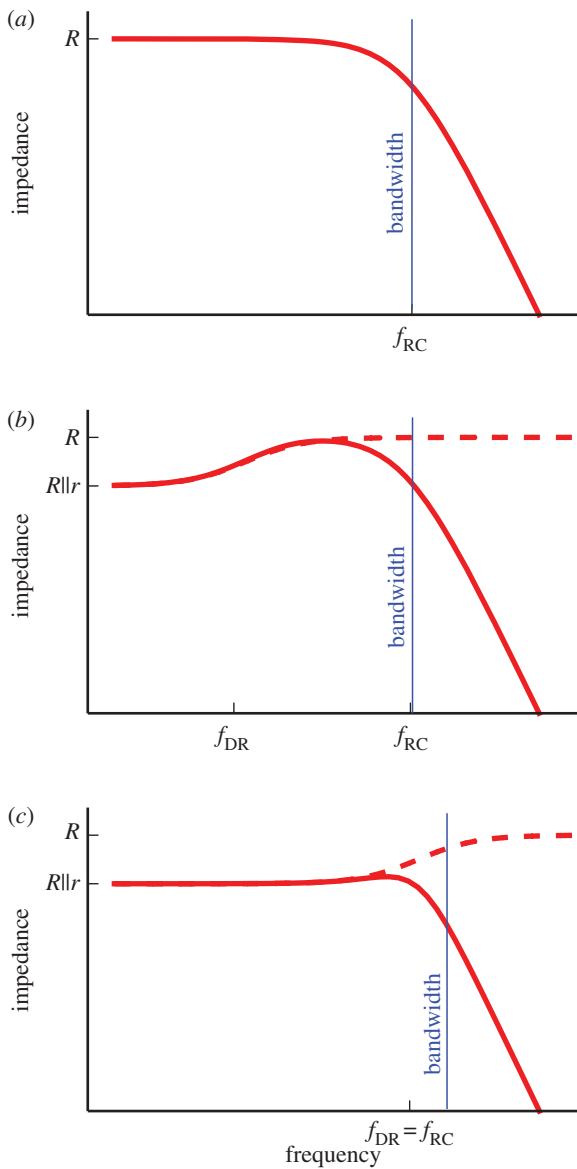 (a)
R
impedance
bandwidth
f_RC
(b)
R
R||r
impedance
bandwidth
f_DR
f_RC
(c)
R
R||r
impedance
bandwidth
f_DR = f_RC
frequency